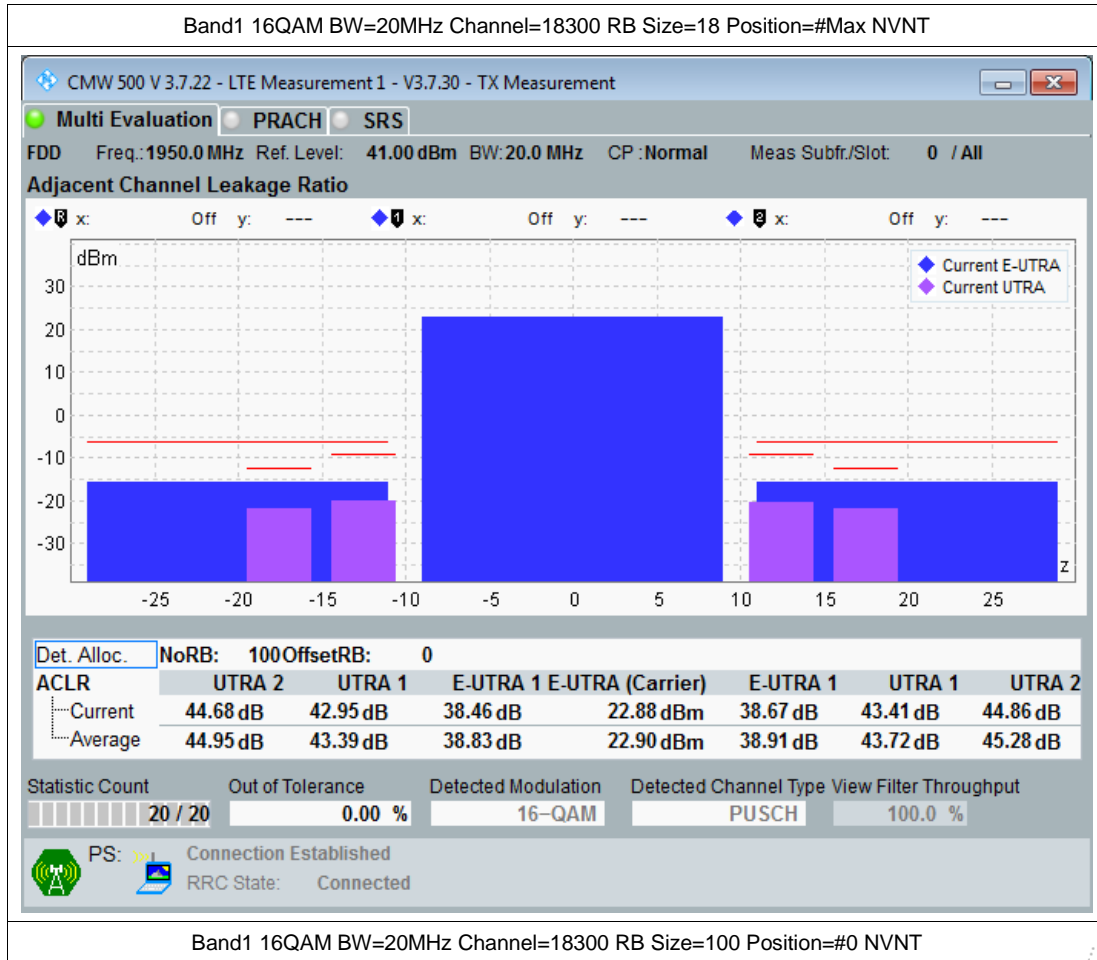 Band1 16QAM BW=20MHz Channel=18300 RB Size=18 Position=#Max NVNT
CMW 500 V 3.7.22 - LTE Measurement 1 - V3.7.30 - TX Measurement
Multi Evaluation PRACH SRS
FDD Freq.:1950.0 MHz Ref. Level: 41.00 dBm BW:20.0 MHz CP :Normal Meas Subfr./Slot: 0 / All
Adjacent Channel Leakage Ratio
R x: Off y: --- 1 x: Off y: --- 2 x: Off y: ---
dBm
Current E-UTRA
Current UTRA
30
20
10
0
-10
-20
-30
z
-25 -20 -15 -10 -5 0 5 10 15 20 25
Det. Alloc. NoRB: 100 OffsetRB: 0
ACLR UTRA 2 UTRA 1 E-UTRA 1 E-UTRA (Carrier) E-UTRA 1 UTRA 1 UTRA 2
Current 44.68 dB 42.95 dB 38.46 dB 22.88 dBm 38.67 dB 43.41 dB 44.86 dB
Average 44.95 dB 43.39 dB 38.83 dB 22.90 dBm 38.91 dB 43.72 dB 45.28 dB
Statistic Count Out of Tolerance Detected Modulation Detected Channel Type View Filter Throughput
20 / 20 0.00 % 16-QAM PUSCH 100.0 %
PS: Connection Established
RRC State: Connected
Band1 16QAM BW=20MHz Channel=18300 RB Size=100 Position=#0 NVNT